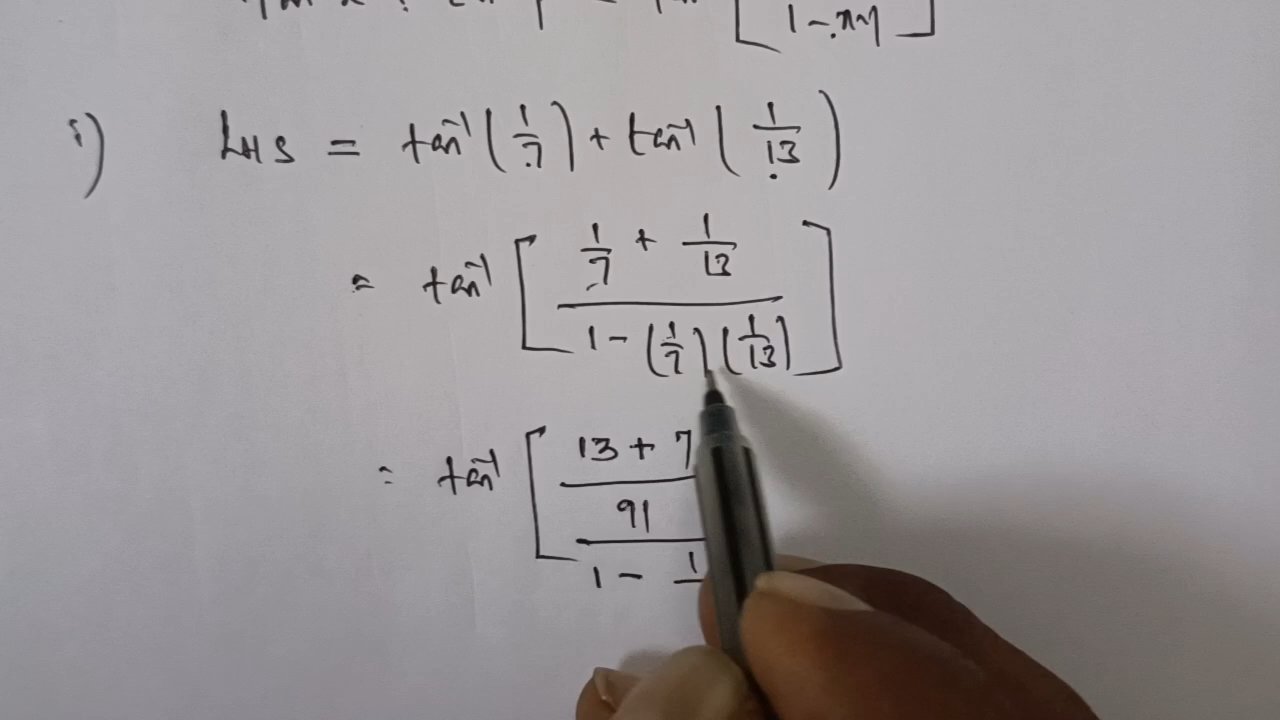 1 - xy ]
i) LHS = tan⁻¹(1/7) + tan⁻¹(1/13)
= tan⁻¹[ (1/7 + 1/13) / (1 - (1/7)(1/13)) ]
= tan⁻¹[ ((13 + 7) / 91) / (1 - 1